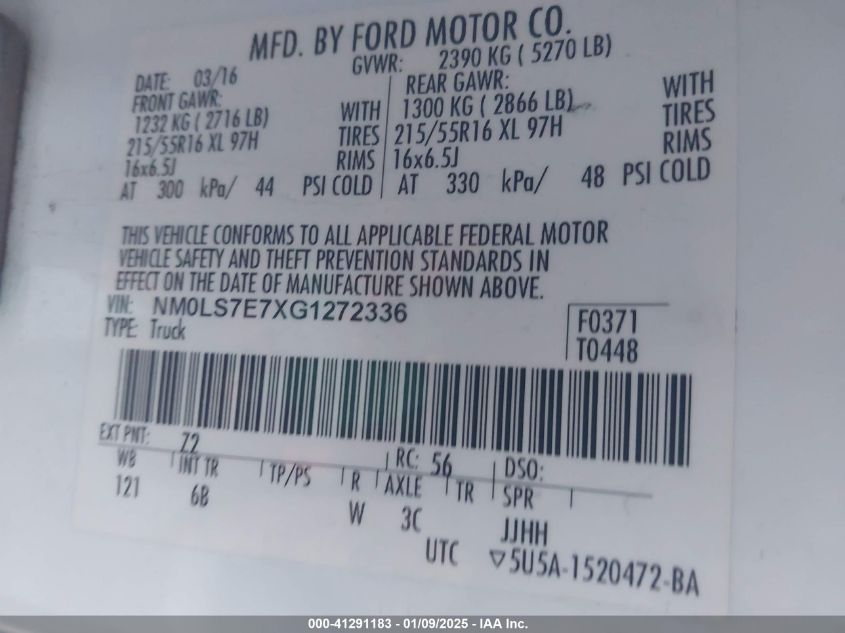 MFD. BY FORD MOTOR CO.
DATE: 03/16 GVWR: 2390 KG ( 5270 LB)
FRONT GAWR: REAR GAWR:
1232 KG ( 2716 LB) WITH 1300 KG ( 2866 LB) WITH
215/55R16 XL 97H TIRES 215/55R16 XL 97H TIRES
16x6.5J RIMS 16x6.5J RIMS
AT 300 kPa/ 44 PSI COLD AT 330 kPa/ 48 PSI COLD
THIS VEHICLE CONFORMS TO ALL APPLICABLE FEDERAL MOTOR
VEHICLE SAFETY AND THEFT PREVENTION STANDARDS IN
EFFECT ON THE DATE OF MANUFACTURE SHOWN ABOVE.
VIN: NM0LS7E7XG1272336 F0371
TYPE: Truck T0448
EXT PNT: Z2 RC: 56 DSO:
WB INT TR TP/PS R AXLE TR SPR
121 6B W 3C JJHH
UTC ▽5U5A-1520472-BA
000-41291183 - 01/09/2025 - IAA Inc.